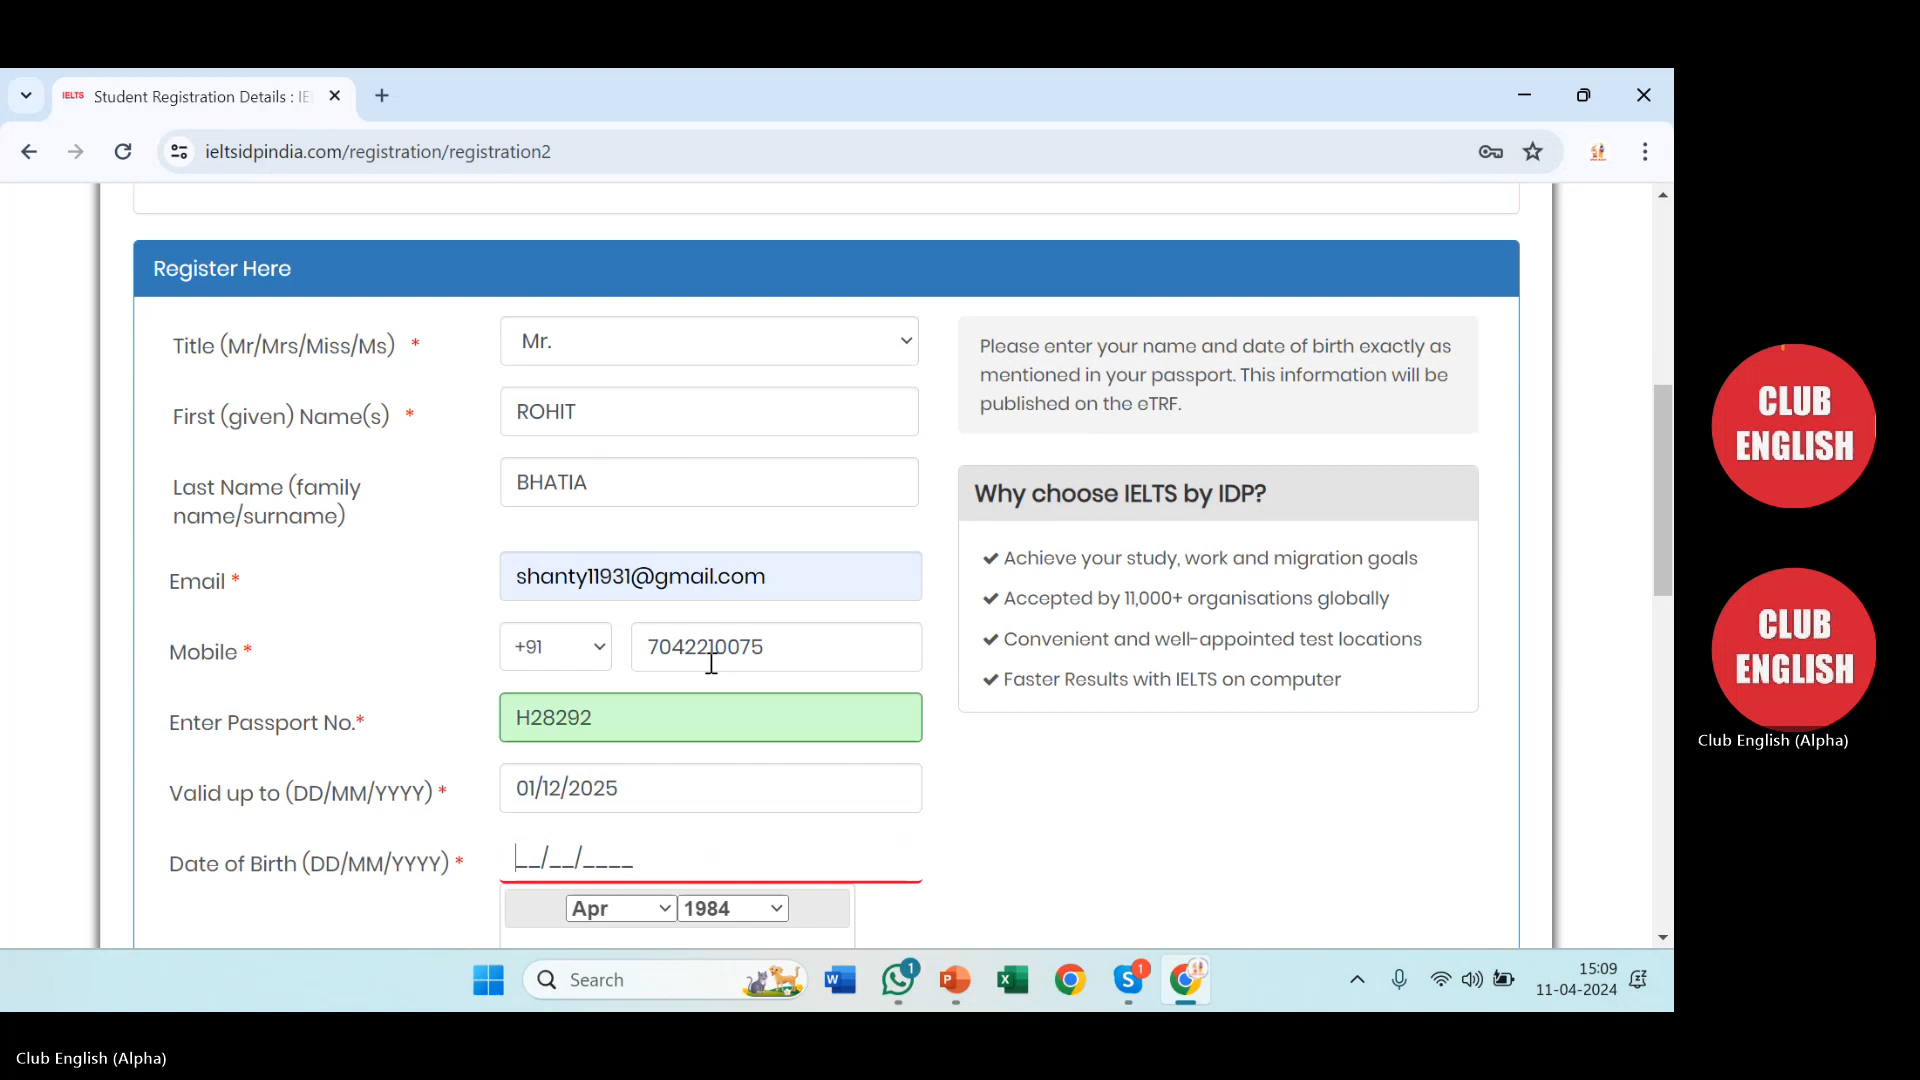 IELTS Student Registration Details : IE
ieltsidpindia.com/registration/registration2
Register Here
Title (Mr/Mrs/Miss/Ms) *
Mr.
First (given) Name(s) *
ROHIT
Last Name (family
name/surname)
BHATIA
Email *
shanty11931@gmail.com
Mobile *
+91
7042210075
Enter Passport No.*
H28292
Valid up to (DD/MM/YYYY) *
01/12/2025
Date of Birth (DD/MM/YYYY) *
__/__/____
Apr
1984
Please enter your name and date of birth exactly as
mentioned in your passport. This information will be
published on the eTRF.
Why choose IELTS by IDP?
✔ Achieve your study, work and migration goals
✔ Accepted by 11,000+ organisations globally
✔ Convenient and well-appointed test locations
✔ Faster Results with IELTS on computer
CLUB
ENGLISH
CLUB
ENGLISH
Club English (Alpha)
Search
W
1
P
X
S
1
15:09
11-04-2024
Club English (Alpha)